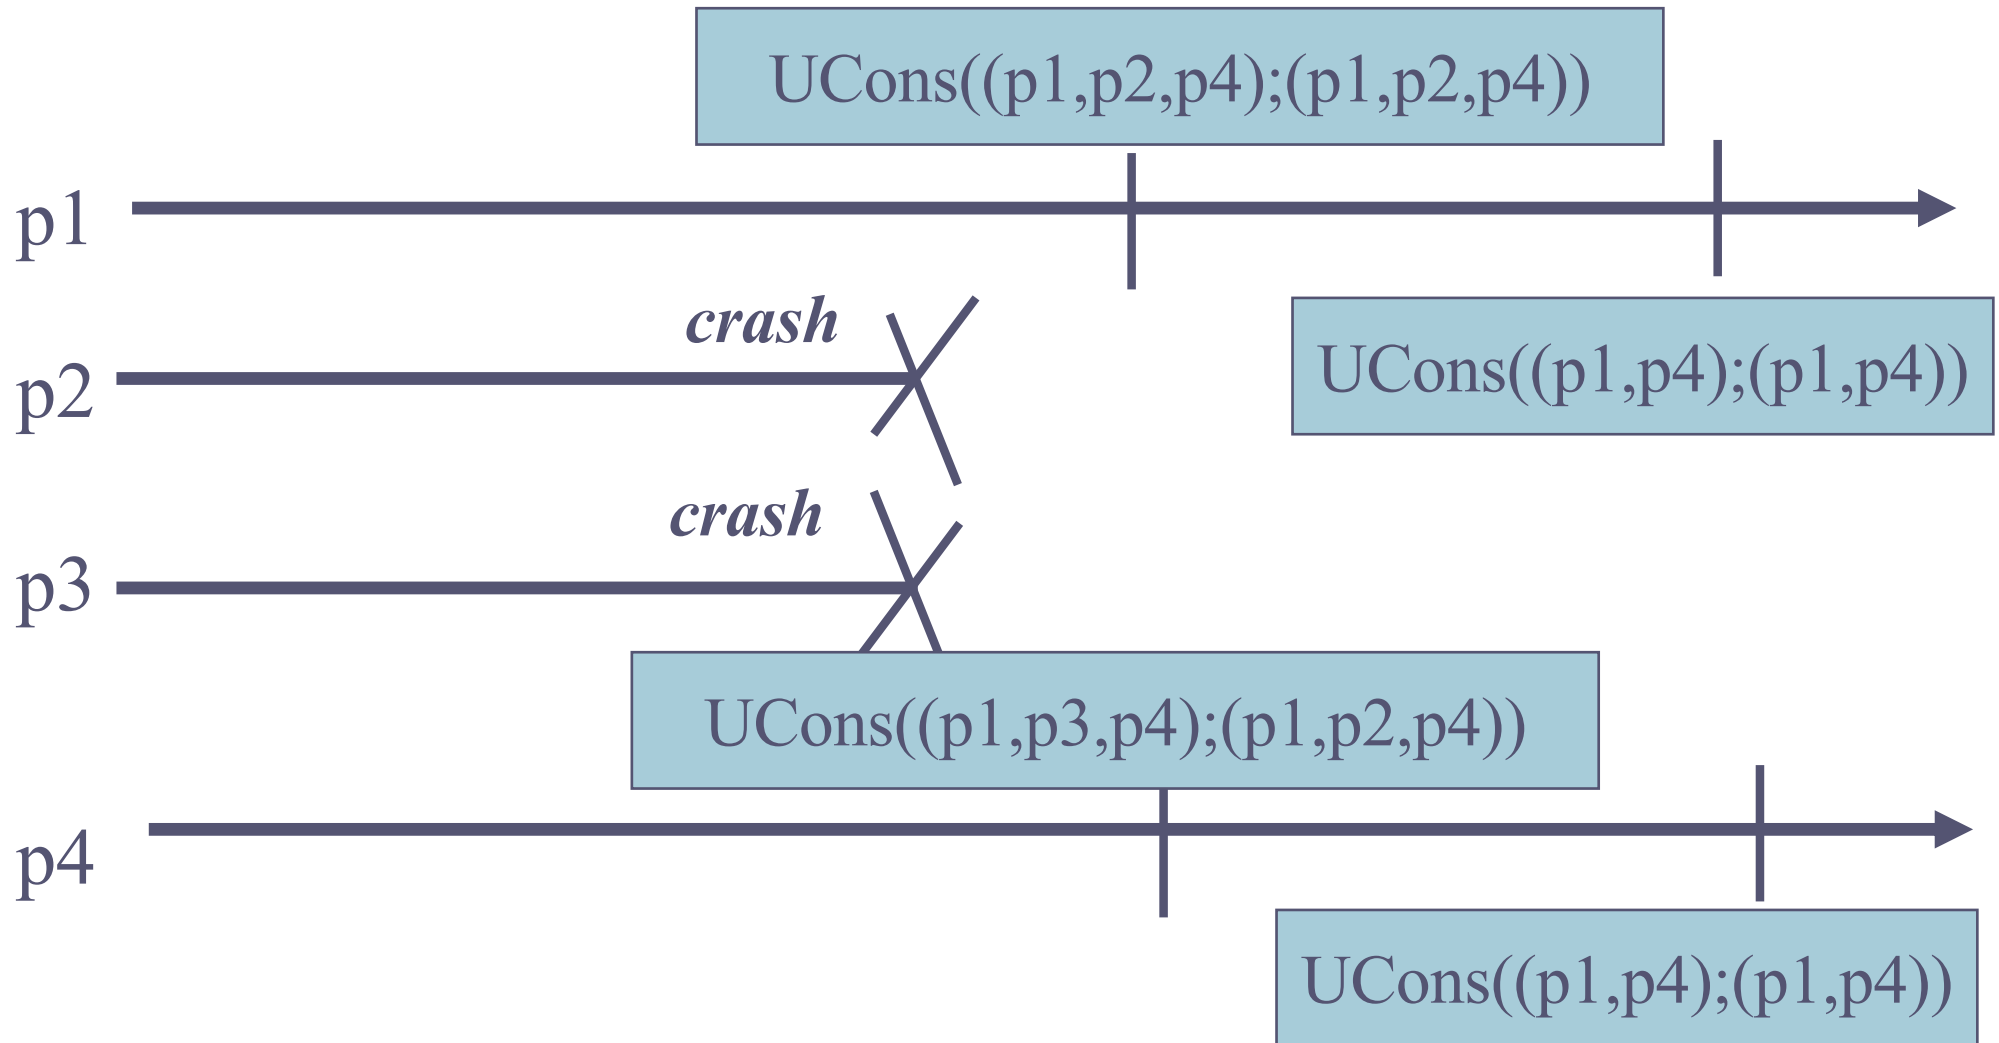 UCons((p1,p2,p4);(p1,p2,p4))
p1
crash
p2
UCons((p1,p4);(p1,p4))
crash
p3
UCons((p1,p3,p4);(p1,p2,p4))
p4
UCons((p1,p4);(p1,p4))